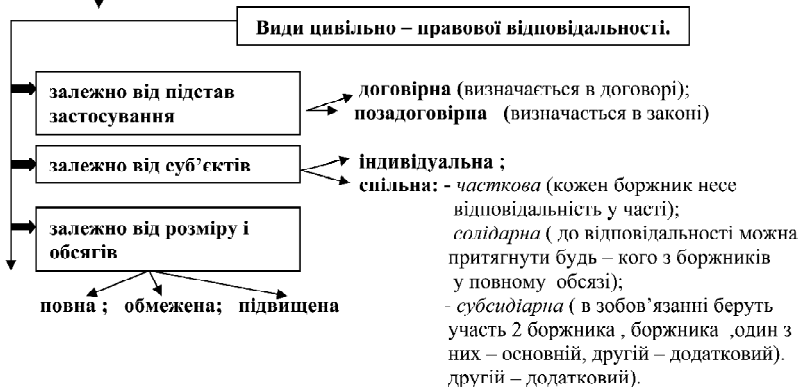 Види цивільно – правової відповідальності.
залежно від підстав
застосування
договірна (визначається в договорі);
позадоговірна (визначасться в законі)
залежно від суб’єктів
індивідуальна ;
спільна: - часткова (кожен боржник несе
відповідальність у часті);
солідарна ( до відповідальності можна
притягнути будь – кого з боржників
у повному обсязі);
- субсидіарна ( в зобов’язанні беруть
участь 2 боржника , боржника ,один з
них – основній, другій – додатковий).
другій – додатковий).
залежно від розміру і
обсягів
повна ; обмежена; підвищена